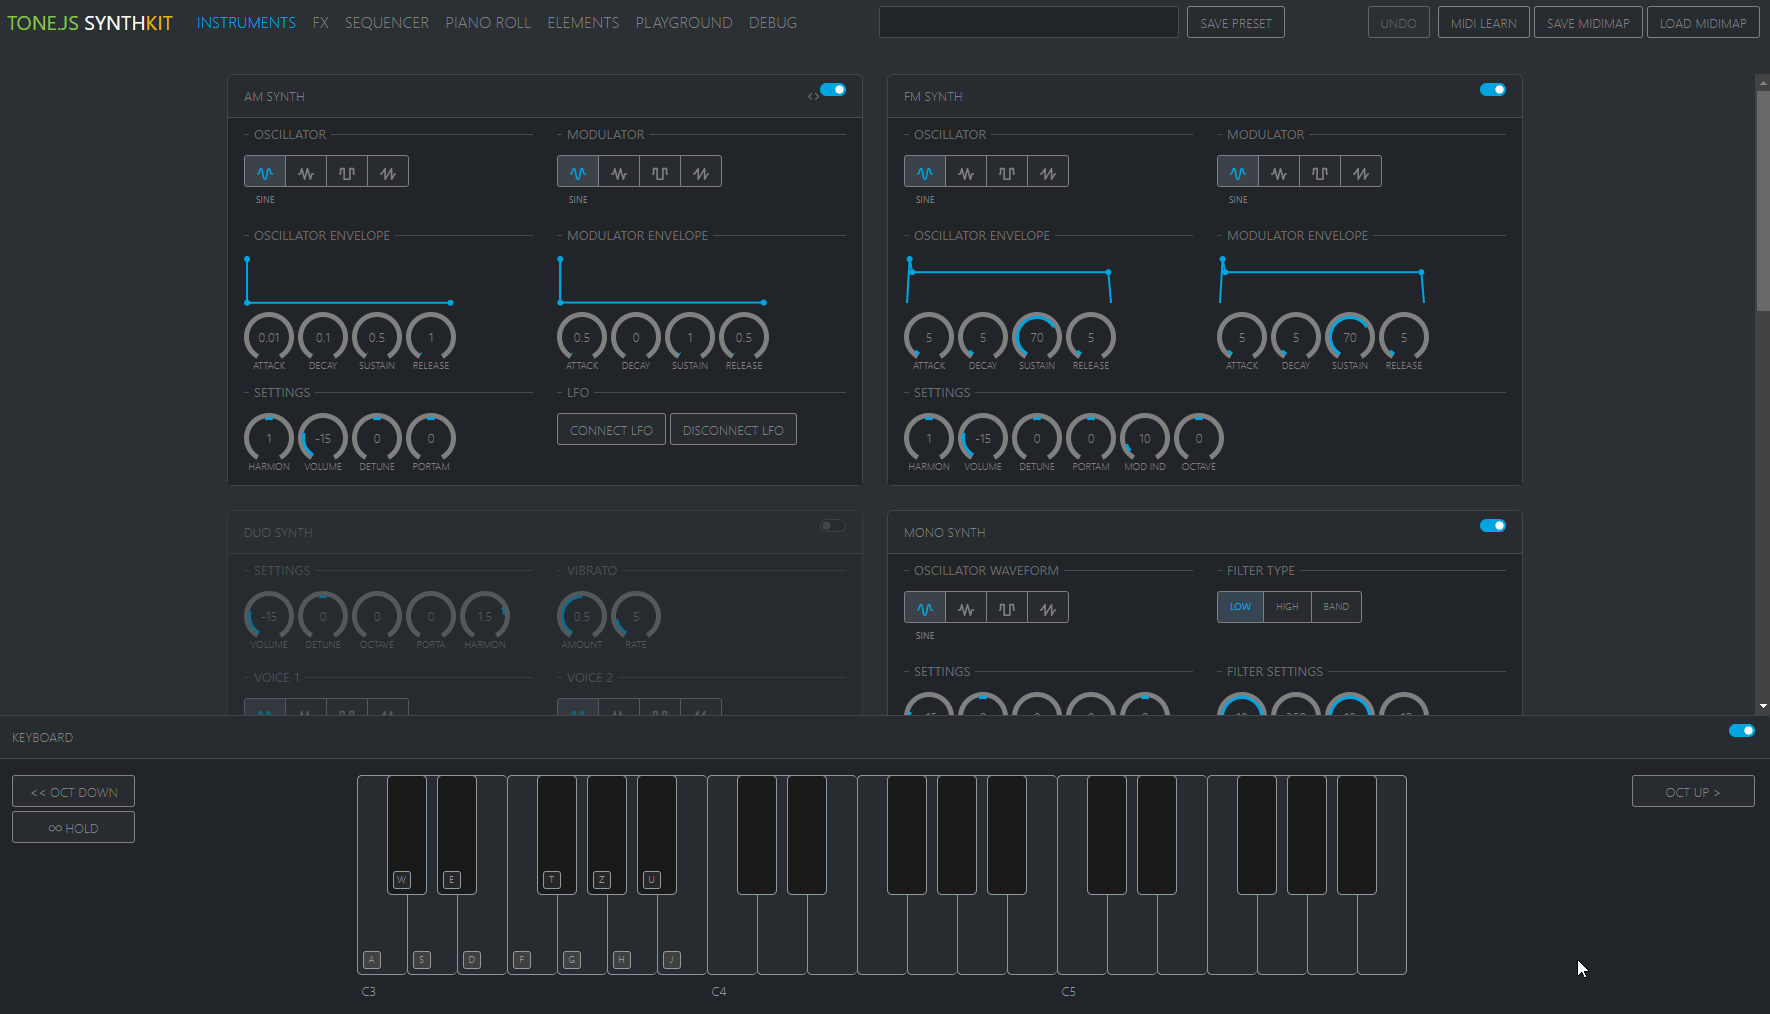 TONE.JS SYNTHKIT INSTRUMENTS FX SEQUENCER PIANO ROLL ELEMENTS PLAYGROUND DEBUG SAVE PRESET UNDO MIDI LEARN SAVE MIDIMAP LOAD MIDIMAP
AM SYNTH <>
OSCILLATOR MODULATOR
SINE SINE
OSCILLATOR ENVELOPE MODULATOR ENVELOPE
0.01 0.1 0.5 1 0.5 0 1 0.5
ATTACK DECAY SUSTAIN RELEASE ATTACK DECAY SUSTAIN RELEASE
SETTINGS LFO
1 -15 0 0 CONNECT LFO DISCONNECT LFO
HARMON VOLUME DETUNE PORTAM
FM SYNTH
OSCILLATOR MODULATOR
SINE SINE
OSCILLATOR ENVELOPE MODULATOR ENVELOPE
5 5 70 5 5 5 70 5
ATTACK DECAY SUSTAIN RELEASE ATTACK DECAY SUSTAIN RELEASE
SETTINGS
1 -15 0 0 10 0
HARMON VOLUME DETUNE PORTAM MOD IND OCTAVE
DUO SYNTH
SETTINGS VIBRATO
-15 0 0 0 1.5 0.5 5
VOLUME DETUNE OCTAVE PORTA HARMON AMOUNT RATE
VOICE 1 VOICE 2
MONO SYNTH
OSCILLATOR WAVEFORM FILTER TYPE
LOW HIGH BAND
SINE
SETTINGS FILTER SETTINGS
KEYBOARD
<< OCT DOWN OCT UP >
∞ HOLD
W E T Z U
A S D F G H J
C3 C4 C5